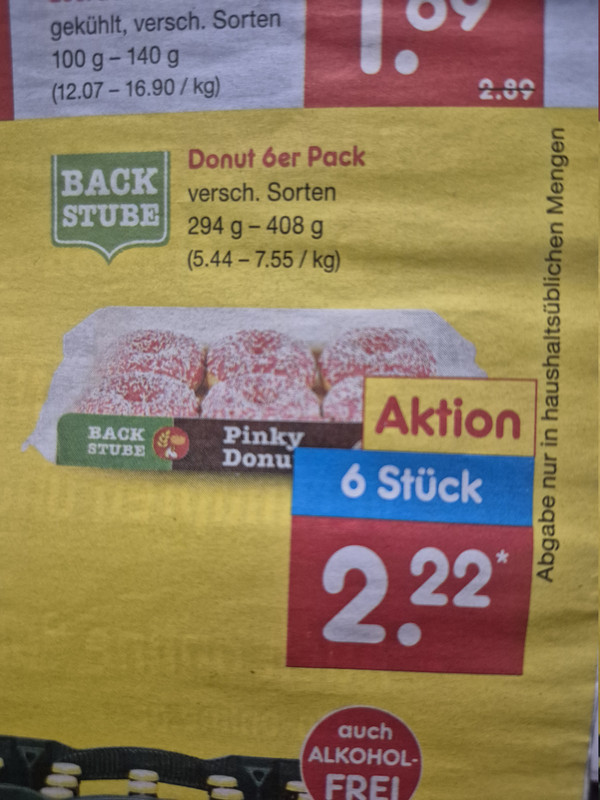 gekühlt, versch. Sorten
100 g – 140 g
(12.07 – 16.90 / kg)
1.69
2.89
BACK
STUBE
Donut 6er Pack
versch. Sorten
294 g – 408 g
(5.44 – 7.55 / kg)
BACK
STUBE
Pinky
Donu
Aktion
6 Stück
2.22*
Abgabe nur in haushaltsüblichen Mengen
auch
ALKOHOL-
FREI